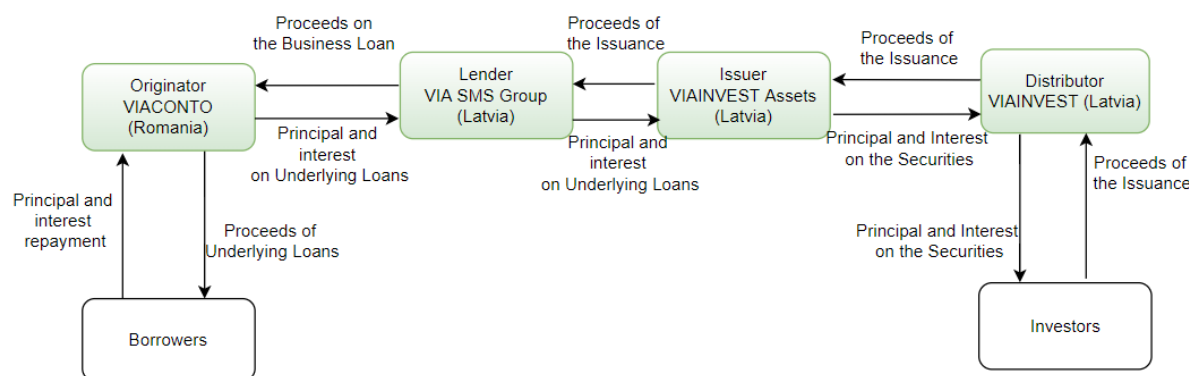 Proceeds on
the Business Loan
Proceeds of
the Issuance
Proceeds
of the Issuance
Originator
VIACONTO
(Romania)
Lender
VIA SMS Group
(Latvia)
Issuer
VIAINVEST Assets
(Latvia)
Distributor
VIAINVEST (Latvia)
Principal and
interest
on Underlying Loans
Principal and
interest
on Underlying Loans
Principal and Interest
on the Securities
Proceeds of
the Issuance
Principal and
interest
repayment
Proceeds of
Underlying Loans
Principal and Interest
on the Securities
Borrowers
Investors